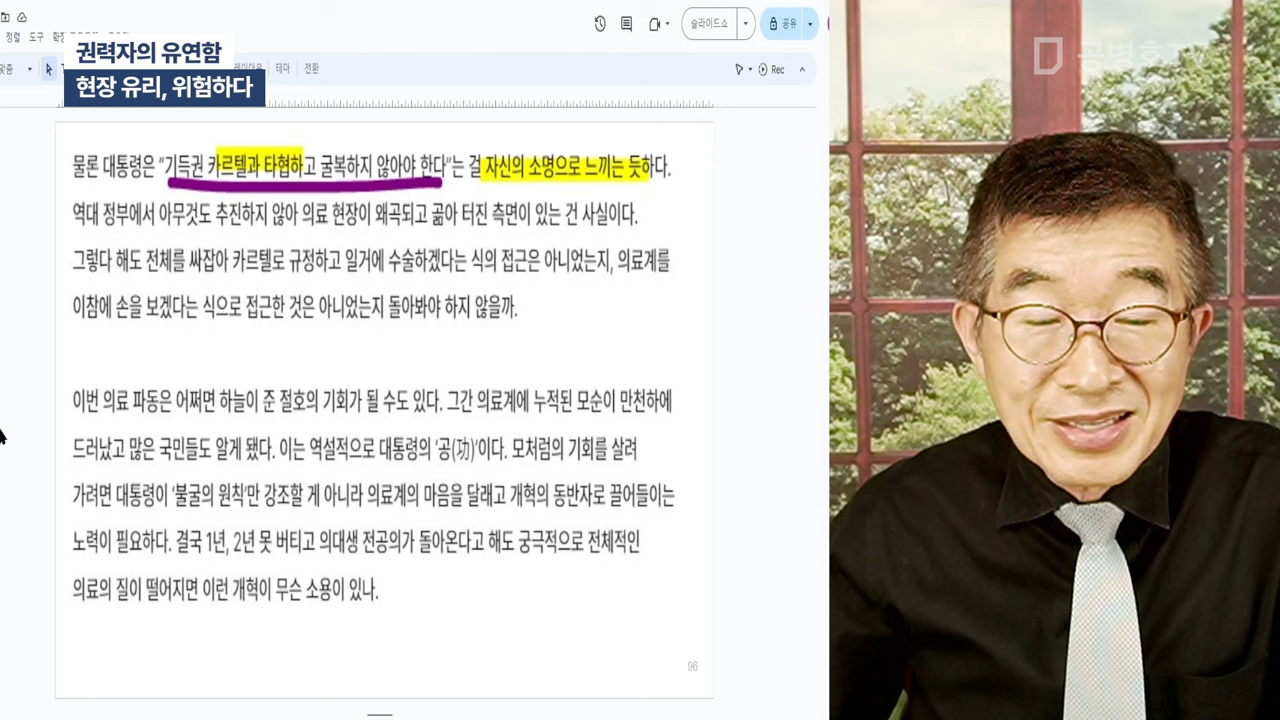 정렬 도구
슬라이드쇼
공유
권력자의 유연함
현장 유리, 위험하다
맞춤
테마
전환
Rec
공병호TV
물론 대통령은 “기득권 카르텔과 타협하고 굴복하지 않아야 한다”는 걸 자신의 소명으로 느끼는 듯하다.
역대 정부에서 아무것도 추진하지 않아 의료 현장이 왜곡되고 곪아 터진 측면이 있는 건 사실이다.
그렇다 해도 전체를 싸잡아 카르텔로 규정하고 일거에 수술하겠다는 식의 접근은 아니었는지, 의료계를
이참에 손을 보겠다는 식으로 접근한 것은 아니었는지 돌아봐야 하지 않을까.
이번 의료 파동은 어쩌면 하늘이 준 절호의 기회가 될 수도 있다. 그간 의료계에 누적된 모순이 만천하에
드러났고 많은 국민들도 알게 됐다. 이는 역설적으로 대통령의 ‘공(功)’이다. 모처럼의 기회를 살려
가려면 대통령이 ‘불굴의 원칙’만 강조할 게 아니라 의료계의 마음을 달래고 개혁의 동반자로 끌어들이는
노력이 필요하다. 결국 1년, 2년 못 버티고 의대생 전공의가 돌아온다고 해도 궁극적으로 전체적인
의료의 질이 떨어지면 이런 개혁이 무슨 소용이 있나.
96